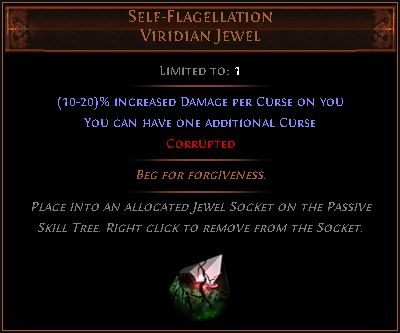 Self-Flagellation
Viridian Jewel
Limited to: 1
(10-20)% increased Damage per Curse on you
You can have one additional Curse
Corrupted
Beg for forgiveness.
Place into an allocated Jewel Socket on the Passive
Skill Tree. Right click to remove from the Socket.